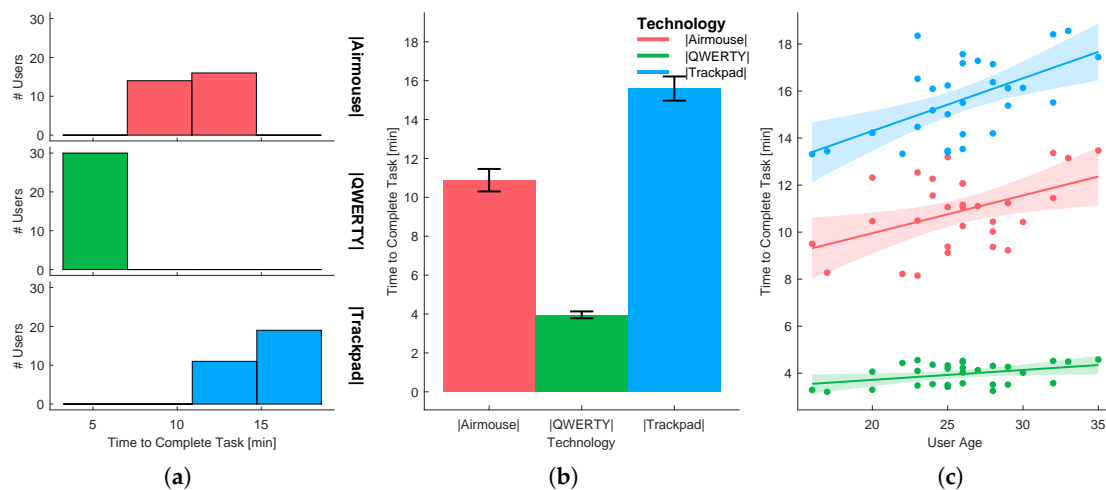 30
20
10
0
# Users
|Airmouse|
30
20
10
0
# Users
|QWERTY|
30
20
10
0
# Users
|Trackpad|
5 10 15
Time to Complete Task [min]
(a)
18
16
14
12
10
8
6
4
2
0
Time to Complete Task [min]
Technology
|Airmouse|
|QWERTY|
|Trackpad|
|Airmouse| |QWERTY| |Trackpad|
Technology
(b)
18
16
14
12
10
8
6
4
Time to Complete Task [min]
20 25 30 35
User Age
(c)